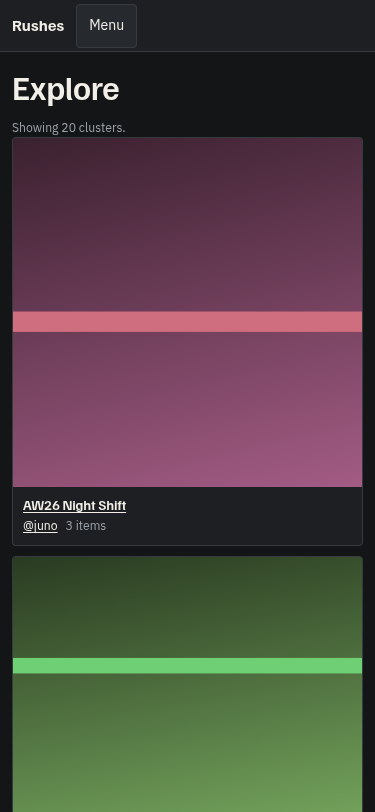 Rushes Menu
Explore
Showing 20 clusters.
AW26 Night Shift
@juno 3 items